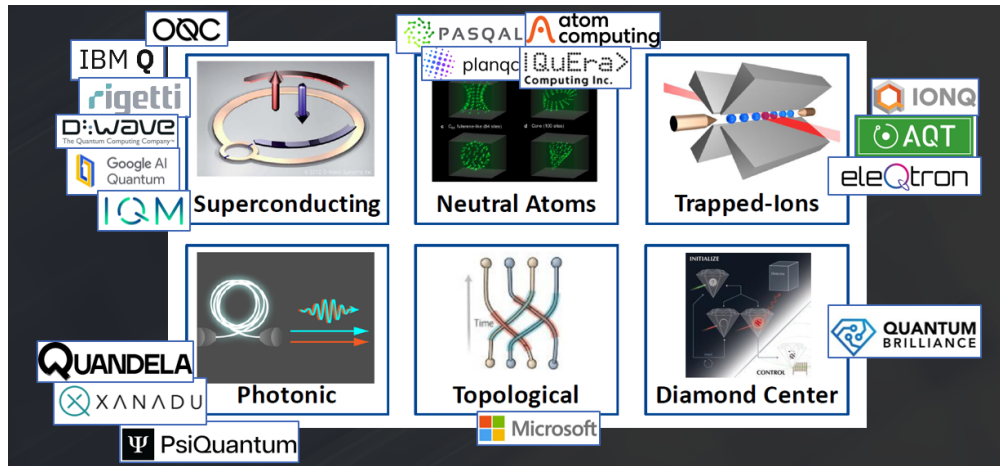 OQC
IBM Q
rigetti
D:wave
The Quantum Computing Company™
Google AI
Quantum
IQM
Superconducting
PASQAL
atom
computing
planqc
QuEra>
Computing Inc.
Neutral Atoms
IONQ
AQT
eleQtron
Trapped-Ions
QUANDELA
XANADU
PsiQuantum
Photonic
Time
Topological
Microsoft
INITIALIZE
CONTROL
Diamond Center
QUANTUM
BRILLIANCE